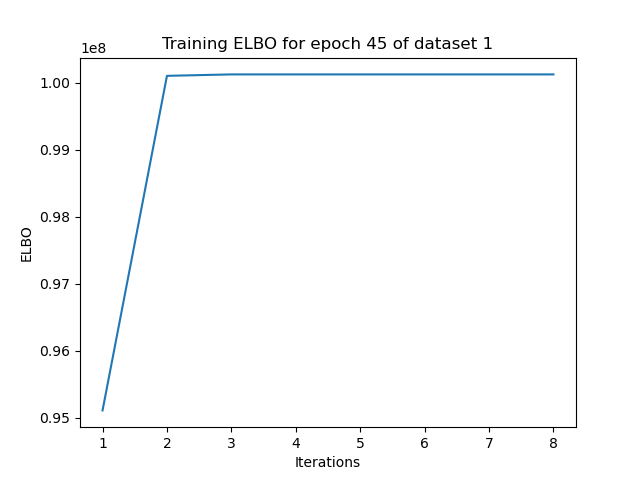 Training ELBO for epoch 45 of dataset 1
1e8
1.00
0.99
0.98
0.97
0.96
0.95
ELBO
1 2 3 4 5 6 7 8
Iterations